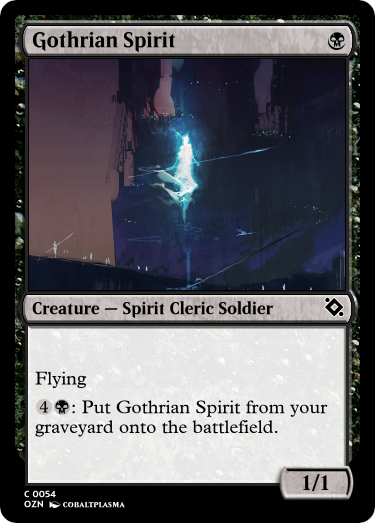 Gothrian Spirit
Creature — Spirit Cleric Soldier
Flying
4: Put Gothrian Spirit from your
graveyard onto the battlefield.
1/1
C 0054
OZN COBALTPLASMA